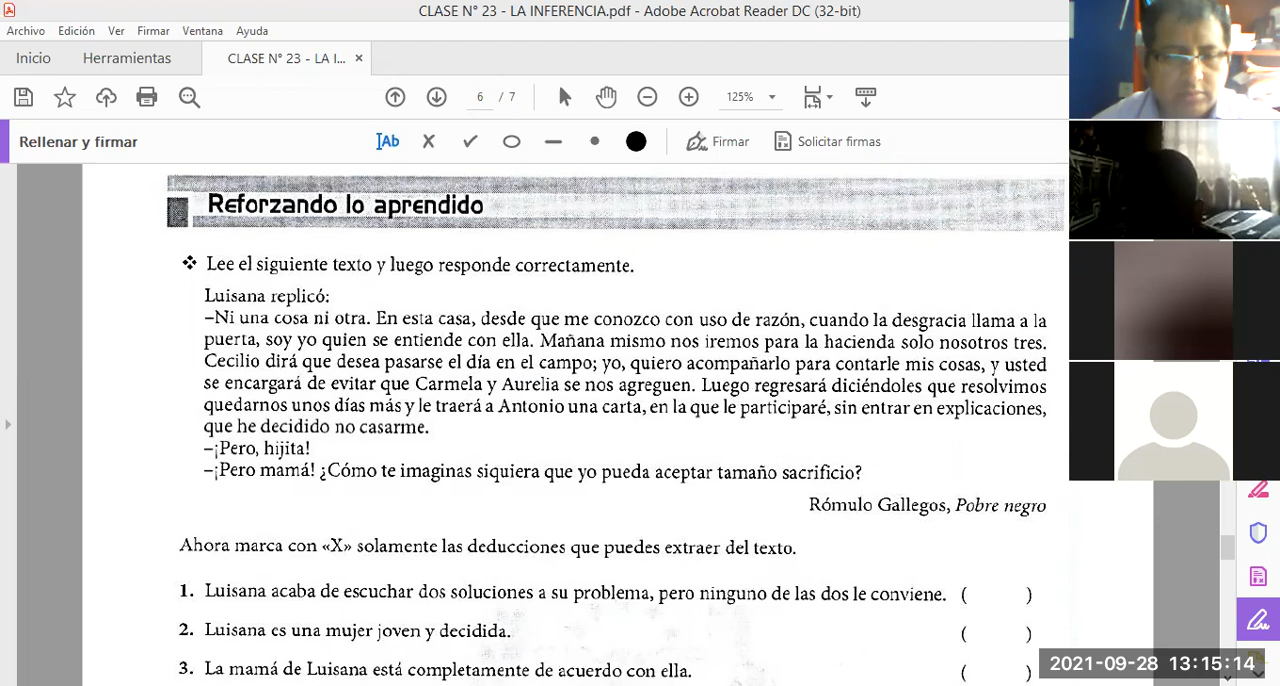 CLASE N° 23 - LA INFERENCIA.pdf - Adobe Acrobat Reader DC (32-bit)
Archivo Edición Ver Firmar Ventana Ayuda
Inicio Herramientas CLASE N° 23 - LA I... ×
6 / 7 125%
Rellenar y firmar Ab Firmar Solicitar firmas
Reforzando lo aprendido
❖ Lee el siguiente texto y luego responde correctamente.
Luisana replicó:
–Ni una cosa ni otra. En esta casa, desde que me conozco con uso de razón, cuando la desgracia llama a la
puerta, soy yo quien se entiende con ella. Mañana mismo nos iremos para la hacienda solo nosotros tres.
Cecilio dirá que desea pasarse el día en el campo; yo, quiero acompañarlo para contarle mis cosas, y usted
se encargará de evitar que Carmela y Aurelia se nos agreguen. Luego regresará diciéndoles que resolvimos
quedarnos unos días más y le traerá a Antonio una carta, en la que le participaré, sin entrar en explicaciones,
que he decidido no casarme.
–¡Pero, hijita!
–¡Pero mamá! ¿Cómo te imaginas siquiera que yo pueda aceptar tamaño sacrificio?
Rómulo Gallegos, Pobre negro
Ahora marca con «X» solamente las deducciones que puedes extraer del texto.
1. Luisana acaba de escuchar dos soluciones a su problema, pero ninguno de las dos le conviene. ( )
2. Luisana es una mujer joven y decidida. ( )
3. La mamá de Luisana está completamente de acuerdo con ella. ( )
2021-09-28 13:15:14